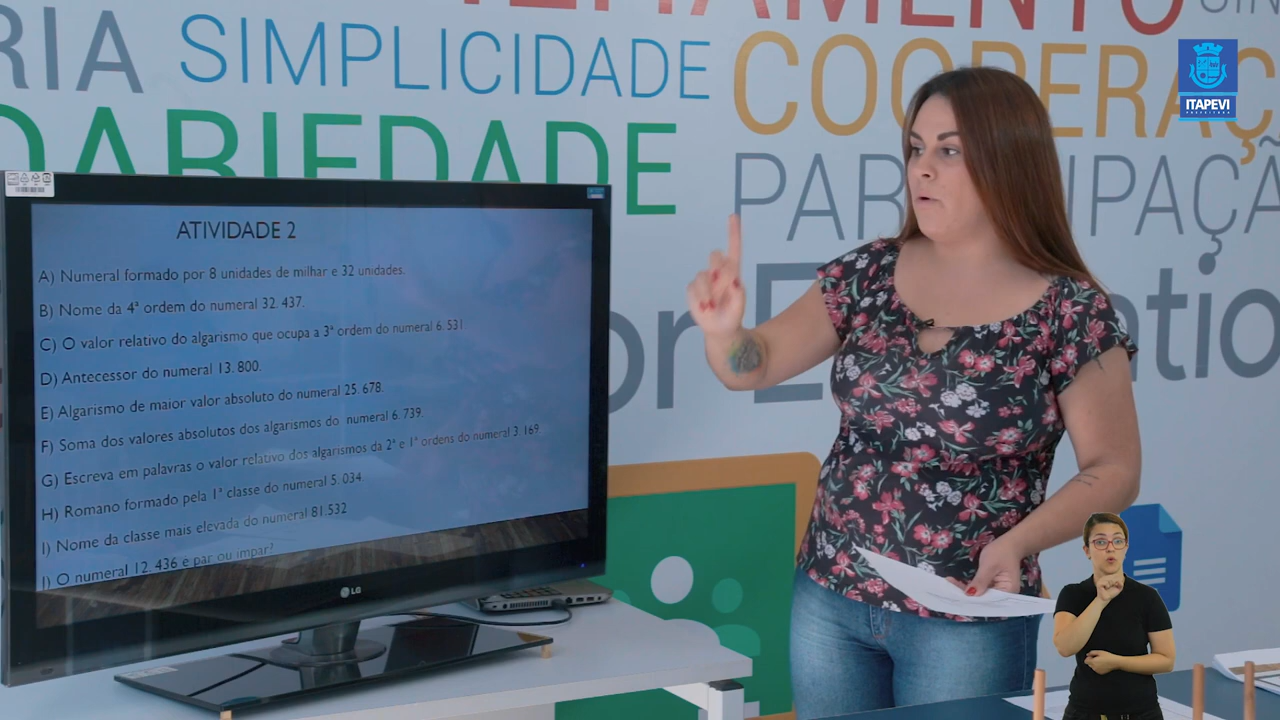 RIA SIMPLICIDADE
COOPERAÇ
DARIEDADE
PAR IPAÇÃ
or E ntio
ITAPEVI
PREFEITURA
ATIVIDADE 2
A) Numeral formado por 8 unidades de milhar e 32 unidades.
B) Nome da 4ª ordem do numeral 32. 437.
C) O valor relativo do algarismo que ocupa a 3ª ordem do numeral 6. 531
D) Antecessor do numeral 13. 800.
E) Algarismo de maior valor absoluto do numeral 25. 678.
F) Soma dos valores absolutos dos algarismos do numeral 6. 739.
G) Escreva em palavras o valor relativo dos algarismos da 2ª e 1ª ordens do numeral 3. 169.
H) Romano formado pela 1ª classe do numeral 5. 034
I) Nome da classe mais elevada do numeral 81.532
J) O numeral 12. 436 e par ou impar?
LG